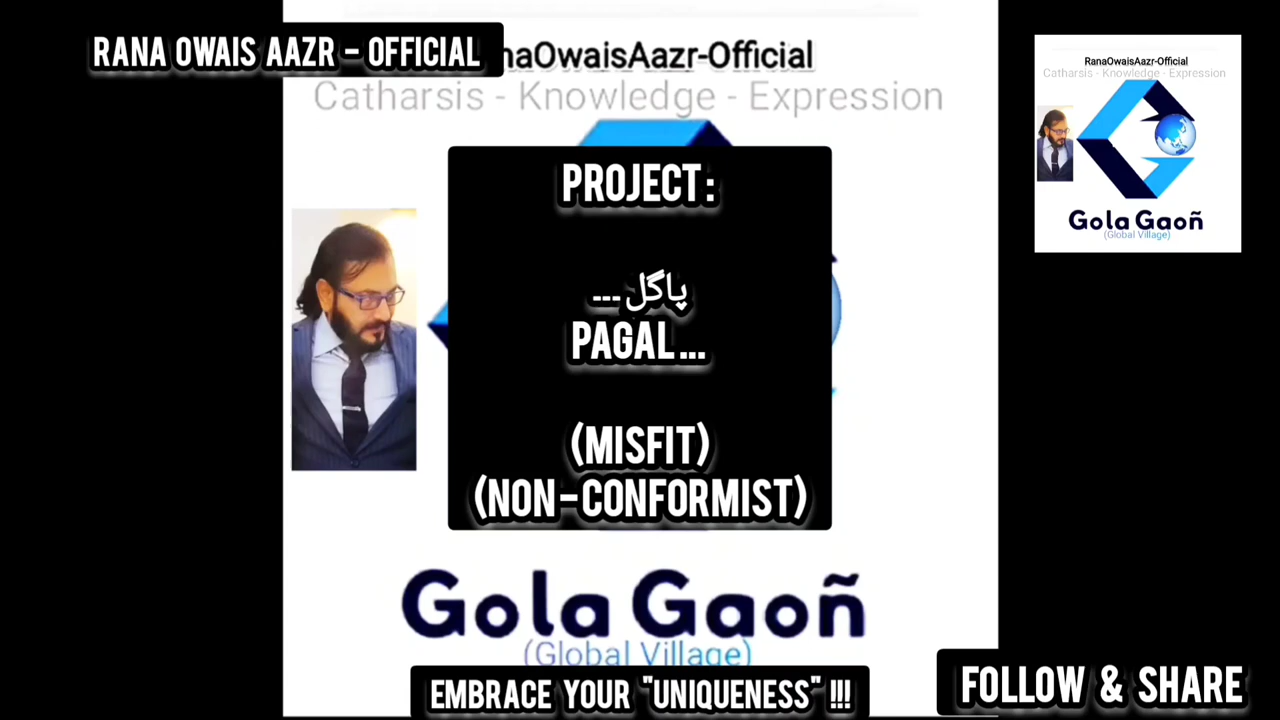 RANA OWAIS AAZR - OFFICIAL
naOwaisAazr-Official
Catharsis - Knowledge - Expression
PROJECT :
پاگل...
PAGAL...
(MISFIT)
(NON-CONFORMIST)
Gola Gaoñ
(Global Village)
EMBRACE YOUR "UNIQUENESS" !!!
RanaOwaisAazr-Official
Catharsis - Knowledge - Expression
Gola Gaoñ
(Global Village)
FOLLOW & SHARE